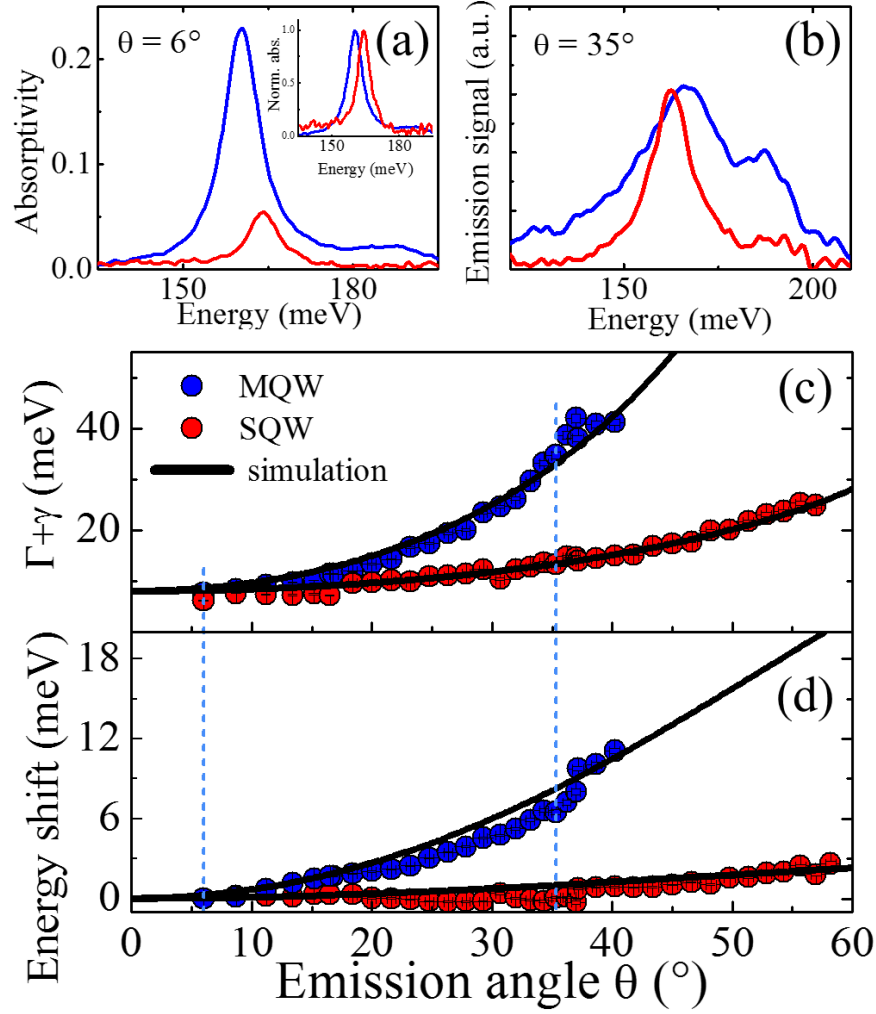 θ = 6°
(a)
Absorptivity
0.2
0.1
0.0
150
180
Energy (meV)
Norm. abs.
1.0
0.5
0.0
150
180
Energy (meV)
θ = 35°
(b)
Emission signal (a.u.)
150
200
Energy (meV)
(c)
MQW
SQW
simulation
Γ+γ (meV)
40
20
(d)
Energy shift (meV)
18
12
6
0
0 10 20 30 40 50 60
Emission angle θ (°)